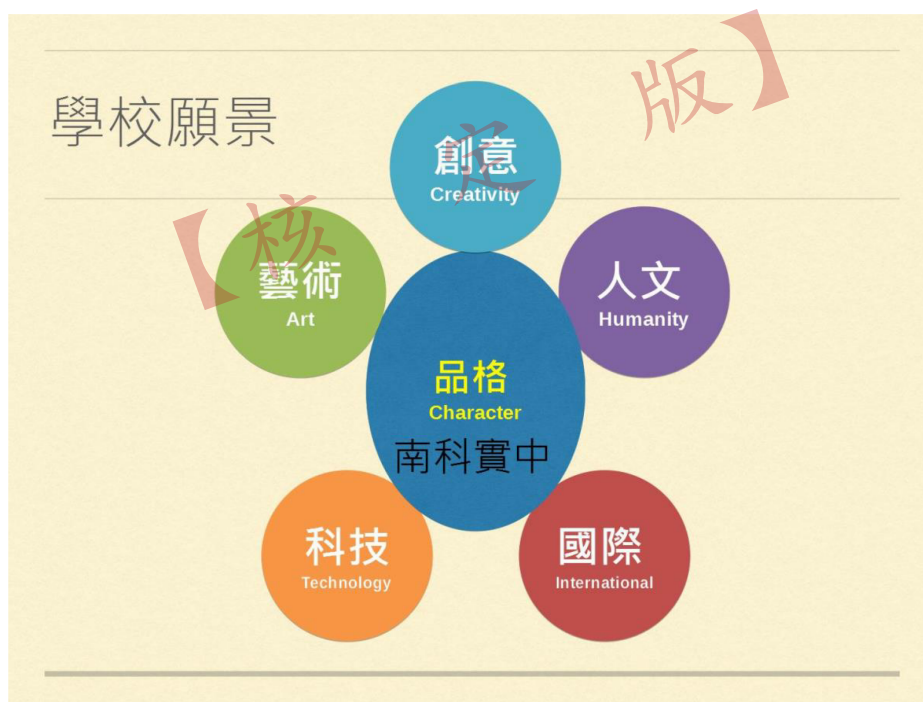 學校願景
創意
Creativity
藝術
Art
人文
Humanity
品格
Character
南科實中
科技
Technology
國際
International
【核定版】